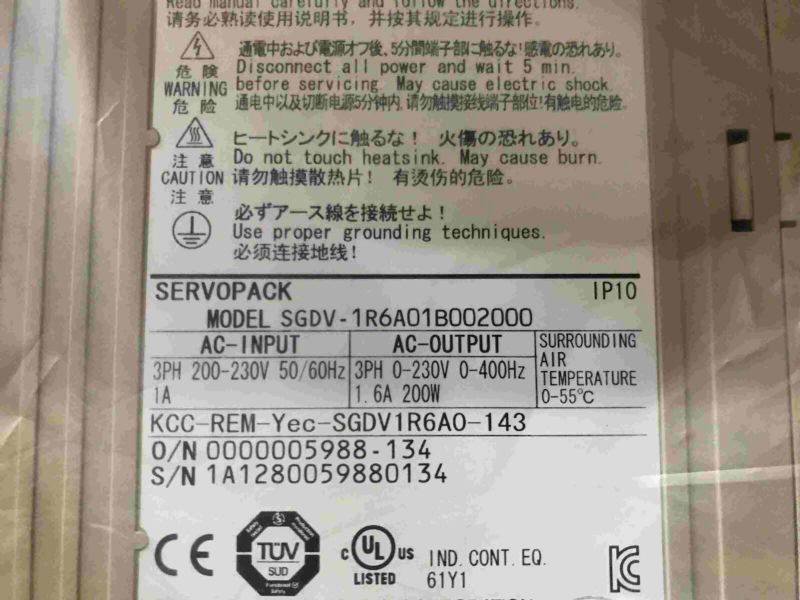 Read manual carefully and follow the directions.
请务必熟读使用说明书，并按其规定进行操作。
通電中および電源オフ後、5分間端子部に触るな！感電の恐れあり。
危険
WARNING
危险
Disconnect all power and wait 5 min.
before servicing. May cause electric shock.
通电中以及切断电源5分钟内，请勿触摸接线端子部位！有触电的危险。
ヒートシンクに触るな！ 火傷の恐れあり。
注意
CAUTION
注意
Do not touch heatsink. May cause burn.
请勿触摸散热片！ 有烫伤的危险。
必ずアース線を接続せよ！
Use proper grounding techniques.
必须连接地线！
SERVOPACK IP10
MODEL SGDV-1R6A01B002000
AC-INPUT
3PH 200-230V 50/60Hz
1A
AC-OUTPUT
3PH 0-230V 0-400Hz
1.6A 200W
SURROUNDING
AIR
TEMPERATURE
0-55℃
KCC-REM-Yec-SGDV1R6A0-143
O/N 0000005988-134
S/N 1A1280059880134
CE
TÜV
SUD
Functional Safety
C UL US
LISTED
IND. CONT. EQ.
61Y1